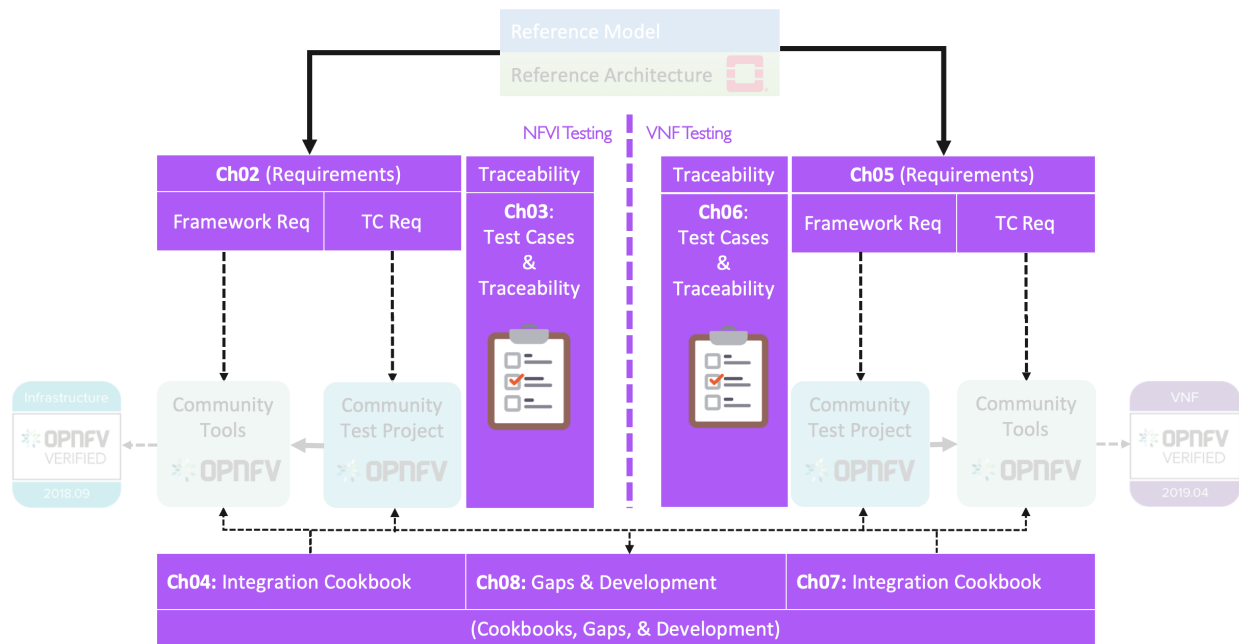 Reference Model
Reference Architecture
NFVI Testing
VNF Testing
Ch02 (Requirements)
Traceability
Traceability
Ch05 (Requirements)
Framework Req
TC Req
Ch03:
Test Cases
&
Traceability
Ch06:
Test Cases
&
Traceability
Framework Req
TC Req
Infrastructure
OPNFV
VERIFIED
2018.09
Community
Tools
OPNFV
Community
Test Project
OPNFV
Community
Test Project
OPNFV
Community
Tools
OPNFV
VNF
OPNFV
VERIFIED
2019.04
Ch04: Integration Cookbook
Ch08: Gaps & Development
Ch07: Integration Cookbook
(Cookbooks, Gaps, & Development)